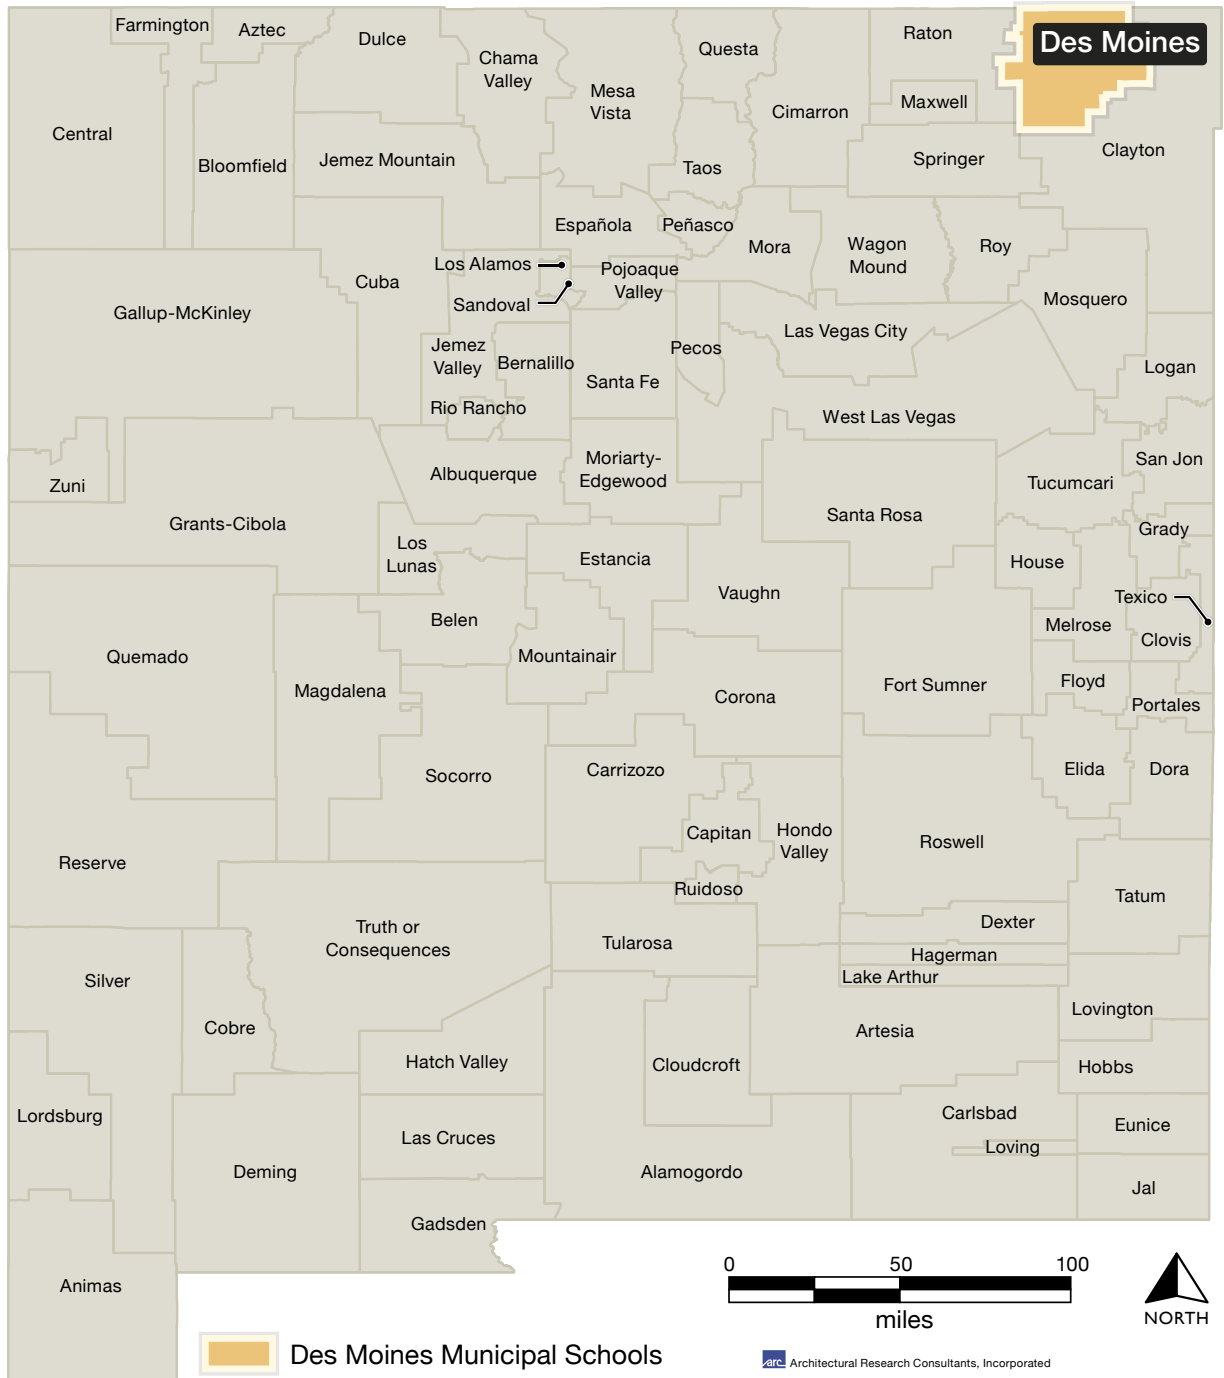 Farmington
Aztec
Dulce
Chama
Valley
Mesa
Vista
Questa
Raton
Des Moines
Cimarron
Maxwell
Central
Bloomfield
Jemez Mountain
Taos
Springer
Clayton
Española
Peñasco
Mora
Wagon
Mound
Roy
Los Alamos
Sandoval
Pojoaque
Valley
Cuba
Mosquero
Gallup-McKinley
Jemez
Valley
Bernalillo
Santa Fe
Pecos
Las Vegas City
Logan
Rio Rancho
West Las Vegas
Zuni
Albuquerque
Moriarty-
Edgewood
Tucumcari
San Jon
Grants-Cibola
Santa Rosa
Los
Lunas
Estancia
House
Grady
Vaughn
Texico
Belen
Melrose
Clovis
Quemado
Mountainair
Magdalena
Corona
Fort Sumner
Floyd
Portales
Socorro
Carrizozo
Elida
Dora
Capitan
Hondo
Valley
Roswell
Reserve
Ruidoso
Tatum
Truth or
Consequences
Tularosa
Dexter
Hagerman
Lake Arthur
Silver
Cobre
Lovington
Artesia
Hatch Valley
Cloudcroft
Hobbs
Lordsburg
Las Cruces
Carlsbad
Eunice
Loving
Deming
Alamogordo
Jal
Gadsden
Animas
0 50 100
miles
NORTH
Des Moines Municipal Schools
arc Architectural Research Consultants, Incorporated